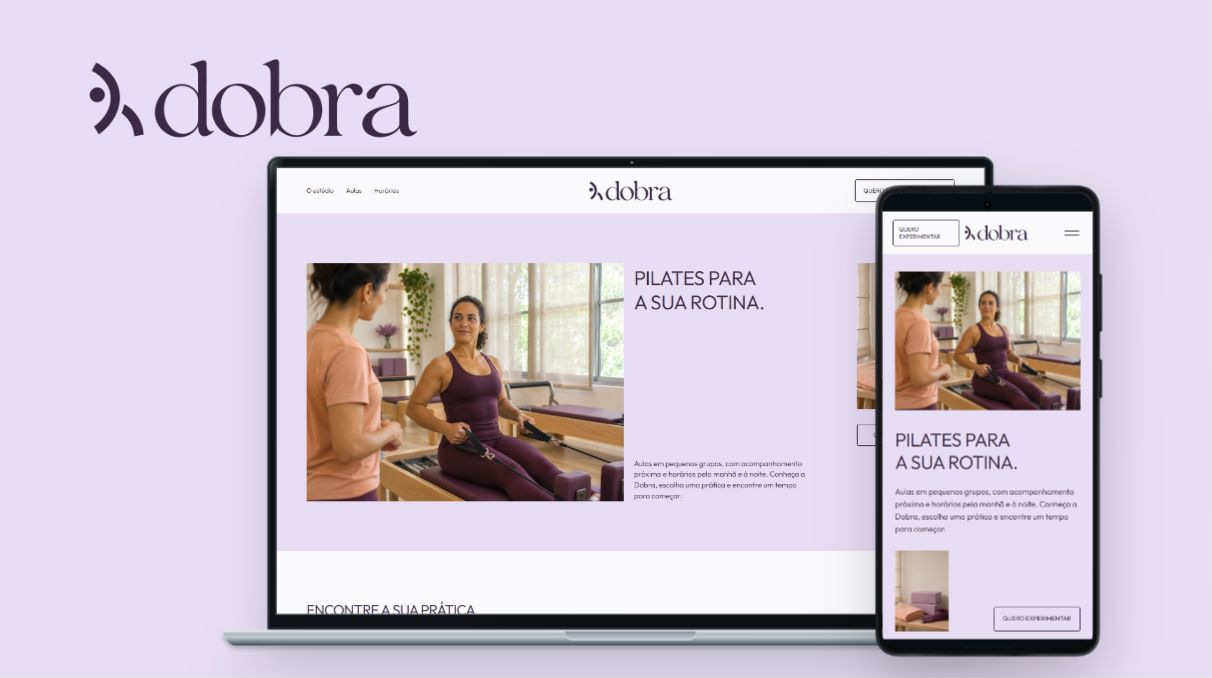 dobra
O estúdio Aulas Horários
dobra
QUERO
PILATES PARA
A SUA ROTINA.
Aulas em pequenos grupos, com acompanhamento
próximo e horários pela manhã e à noite. Conheça a
Dobra, escolha uma prática e encontre um tempo
para começar.
ENCONTRE A SUA PRÁTICA
QUERO
EXPERIMENTAR
dobra
PILATES PARA
A SUA ROTINA.
Aulas em pequenos grupos, com acompanhamento
próximo e horários pela manhã e à noite. Conheça a
Dobra, escolha uma prática e encontre um tempo
para começar.
QUERO EXPERIMENTAR